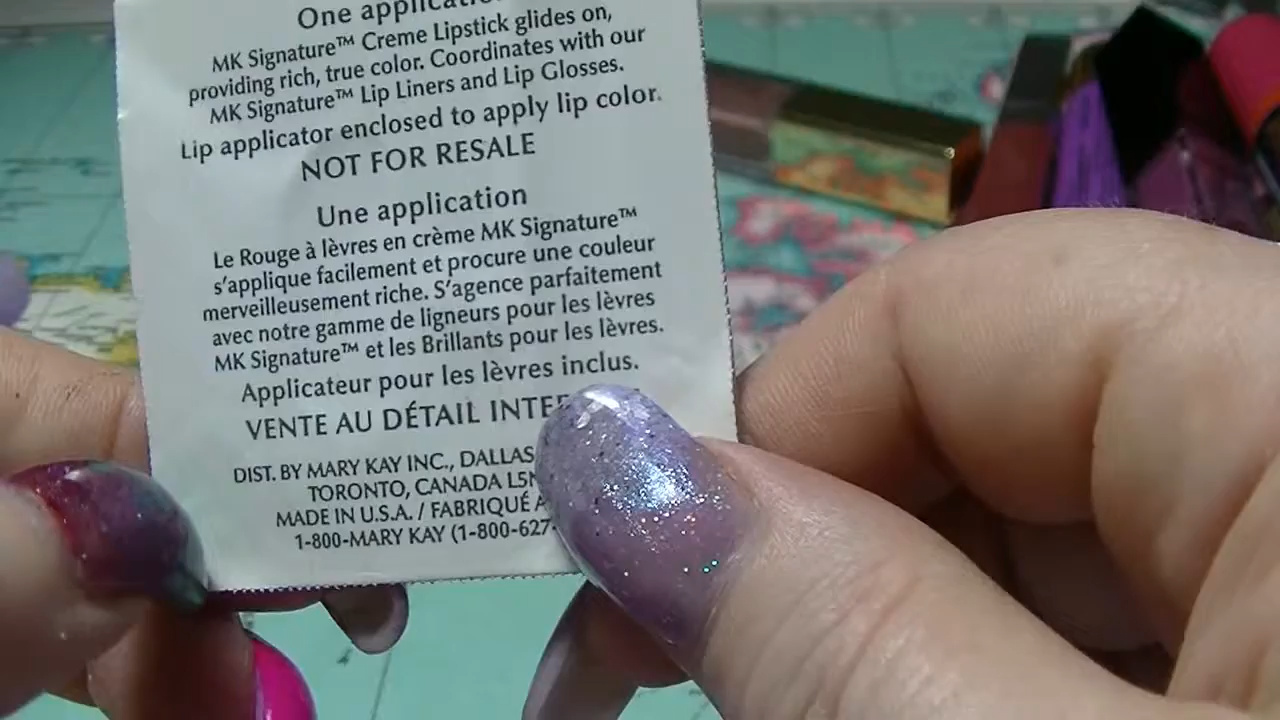 One application
MK Signature™ Creme Lipstick glides on,
providing rich, true color. Coordinates with our
MK Signature™ Lip Liners and Lip Glosses.
Lip applicator enclosed to apply lip color.
NOT FOR RESALE
Une application
Le Rouge à lèvres en crème MK Signature™
s'applique facilement et procure une couleur
merveilleusement riche. S'agence parfaitement
avec notre gamme de ligneurs pour les lèvres
MK Signature™ et les Brillants pour les lèvres.
Applicateur pour les lèvres inclus.
VENTE AU DÉTAIL
DIST. BY MARY KAY INC., DALLAS
TORONTO, CANADA
MADE IN U.S.A. / FABRIQUÉ
1-800-MARY KAY (1-800-627-